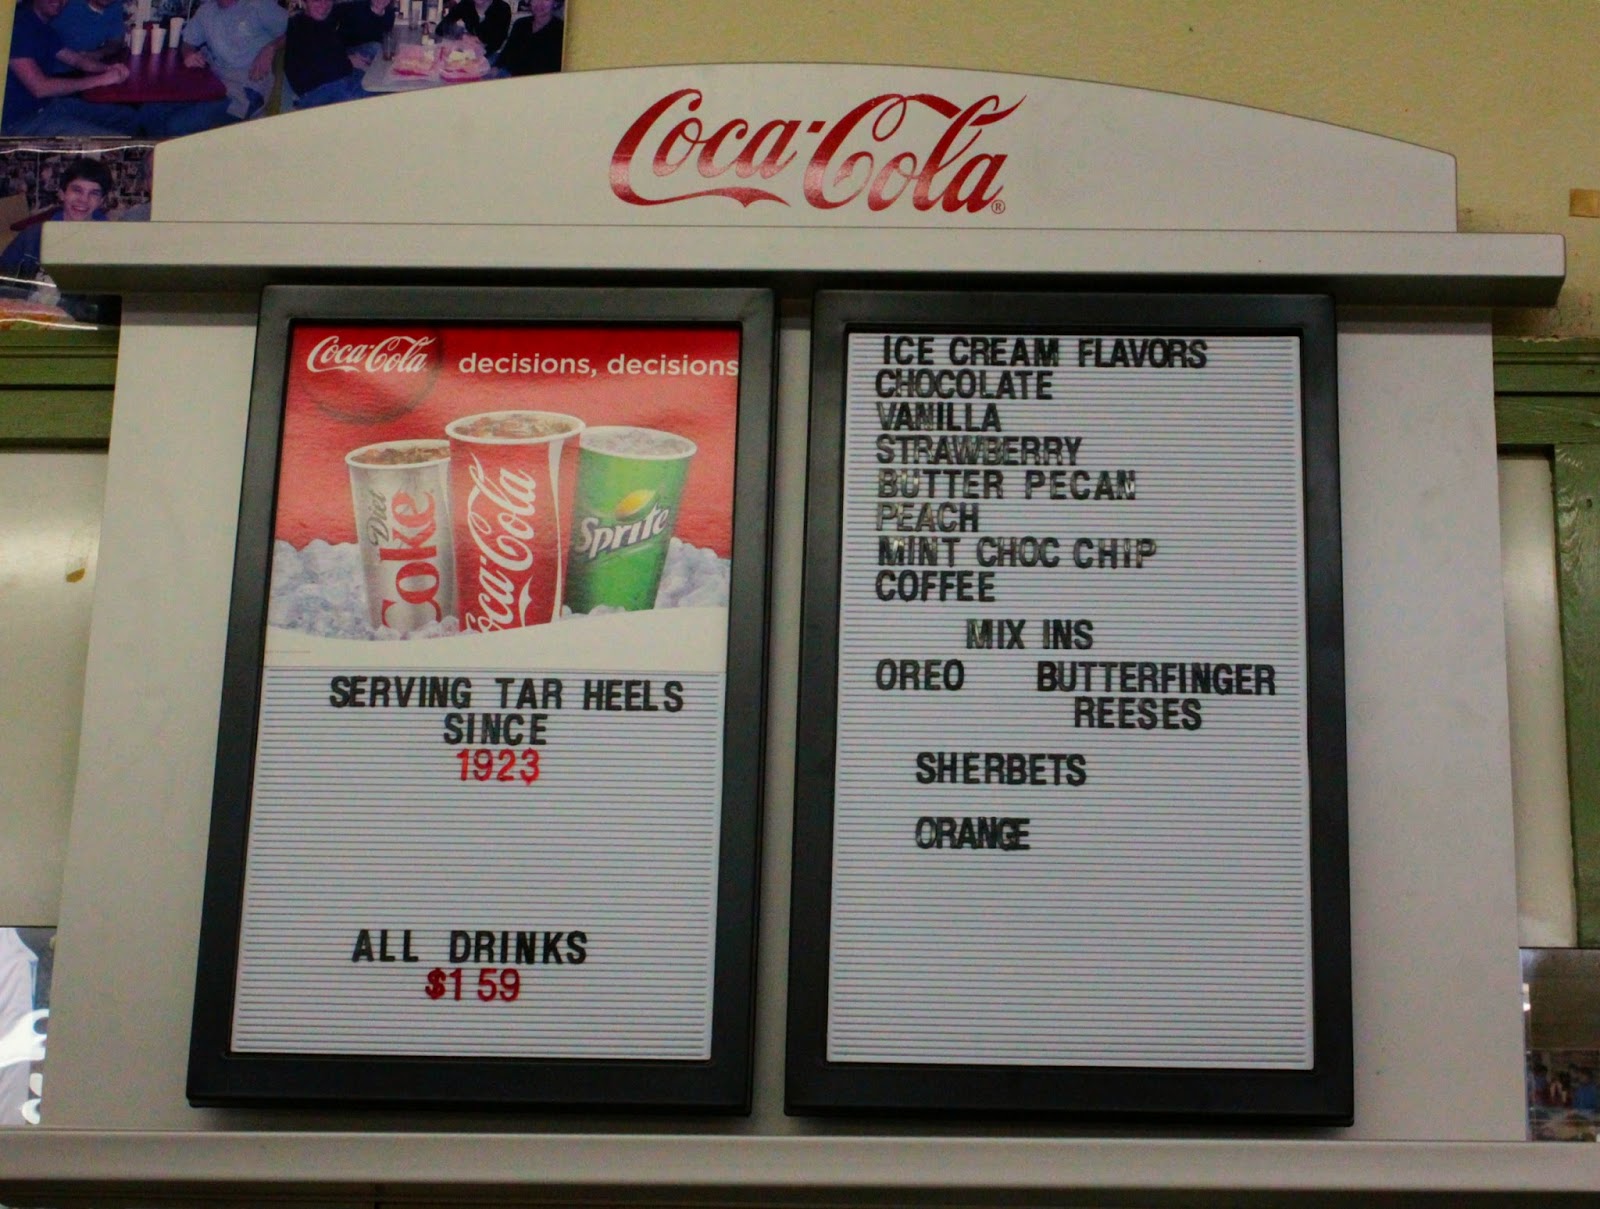 Coca-Cola®
Coca-Cola decisions, decisions
Diet Coke
Coca-Cola
Sprite
SERVING TAR HEELS
SINCE
1923
ALL DRINKS
$1 59
ICE CREAM FLAVORS
CHOCOLATE
VANILLA
STRAWBERRY
BUTTER PECAN
PEACH
MINT CHOC CHIP
COFFEE
MIX INS
OREO BUTTERFINGER
REESES
SHERBETS
ORANGE